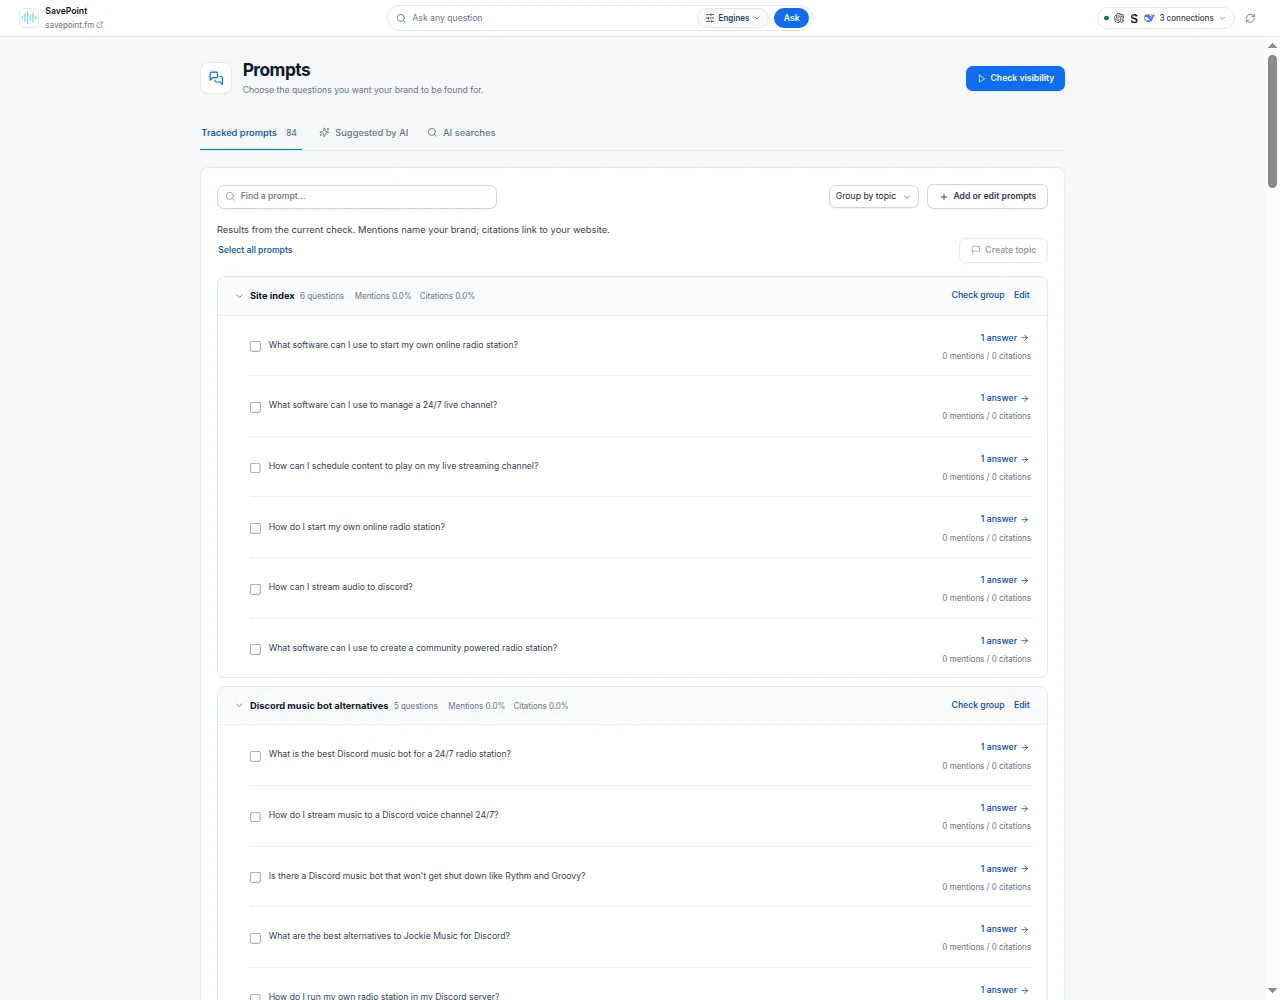 SavePoint
savepoint.fm
Ask any question
Engines
Ask
3 connections
Prompts
Choose the questions you want your brand to be found for.
Check visibility
Tracked prompts 84
Suggested by AI
AI searches
Find a prompt...
Group by topic
Add or edit prompts
Results from the current check. Mentions name your brand; citations link to your website.
Select all prompts
Create topic
Site index 6 questions Mentions 0.0% Citations 0.0%
Check group Edit
What software can I use to start my own online radio station?
1 answer →
0 mentions / 0 citations
What software can I use to manage a 24/7 live channel?
1 answer →
0 mentions / 0 citations
How can I schedule content to play on my live streaming channel?
1 answer →
0 mentions / 0 citations
How do I start my own online radio station?
1 answer →
0 mentions / 0 citations
How can I stream audio to discord?
1 answer →
0 mentions / 0 citations
What software can I use to create a community powered radio station?
1 answer →
0 mentions / 0 citations
Discord music bot alternatives 5 questions Mentions 0.0% Citations 0.0%
Check group Edit
What is the best Discord music bot for a 24/7 radio station?
1 answer →
0 mentions / 0 citations
How do I stream music to a Discord voice channel 24/7?
1 answer →
0 mentions / 0 citations
Is there a Discord music bot that won't get shut down like Rythm and Groovy?
1 answer →
0 mentions / 0 citations
What are the best alternatives to Jockie Music for Discord?
1 answer →
0 mentions / 0 citations
How do I run my own radio station in my Discord server?
1 answer →